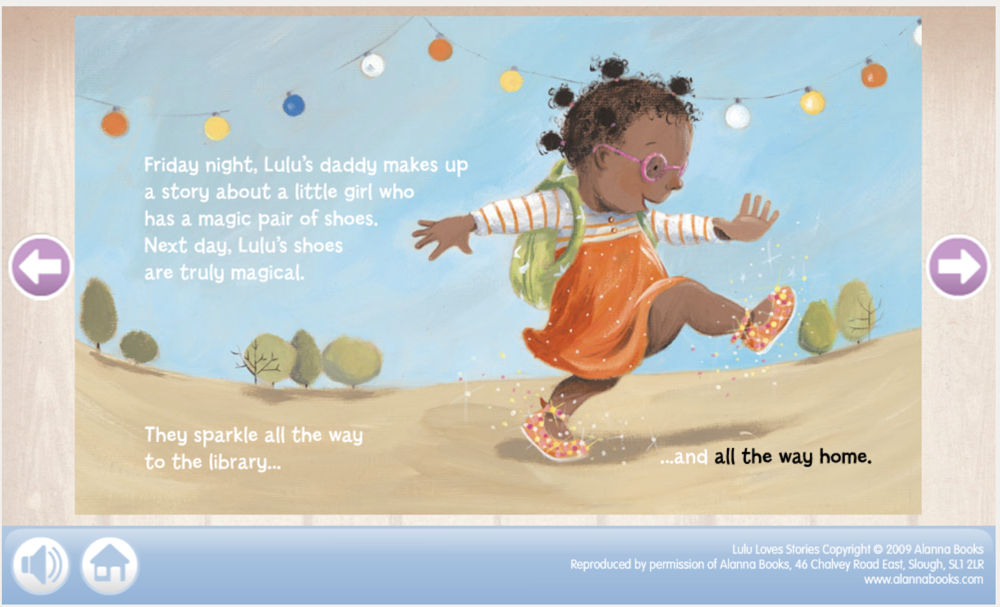 Friday night, Lulu's daddy makes up
a story about a little girl who
has a magic pair of shoes.
Next day, Lulu's shoes
are truly magical.
They sparkle all the way
to the library...
...and all the way home.
Lulu Loves Stories Copyright © 2009 Alanna Books
Reproduced by permission of Alanna Books, 46 Chalvey Road East, Slough, SL1 2LR
www.alannabooks.com